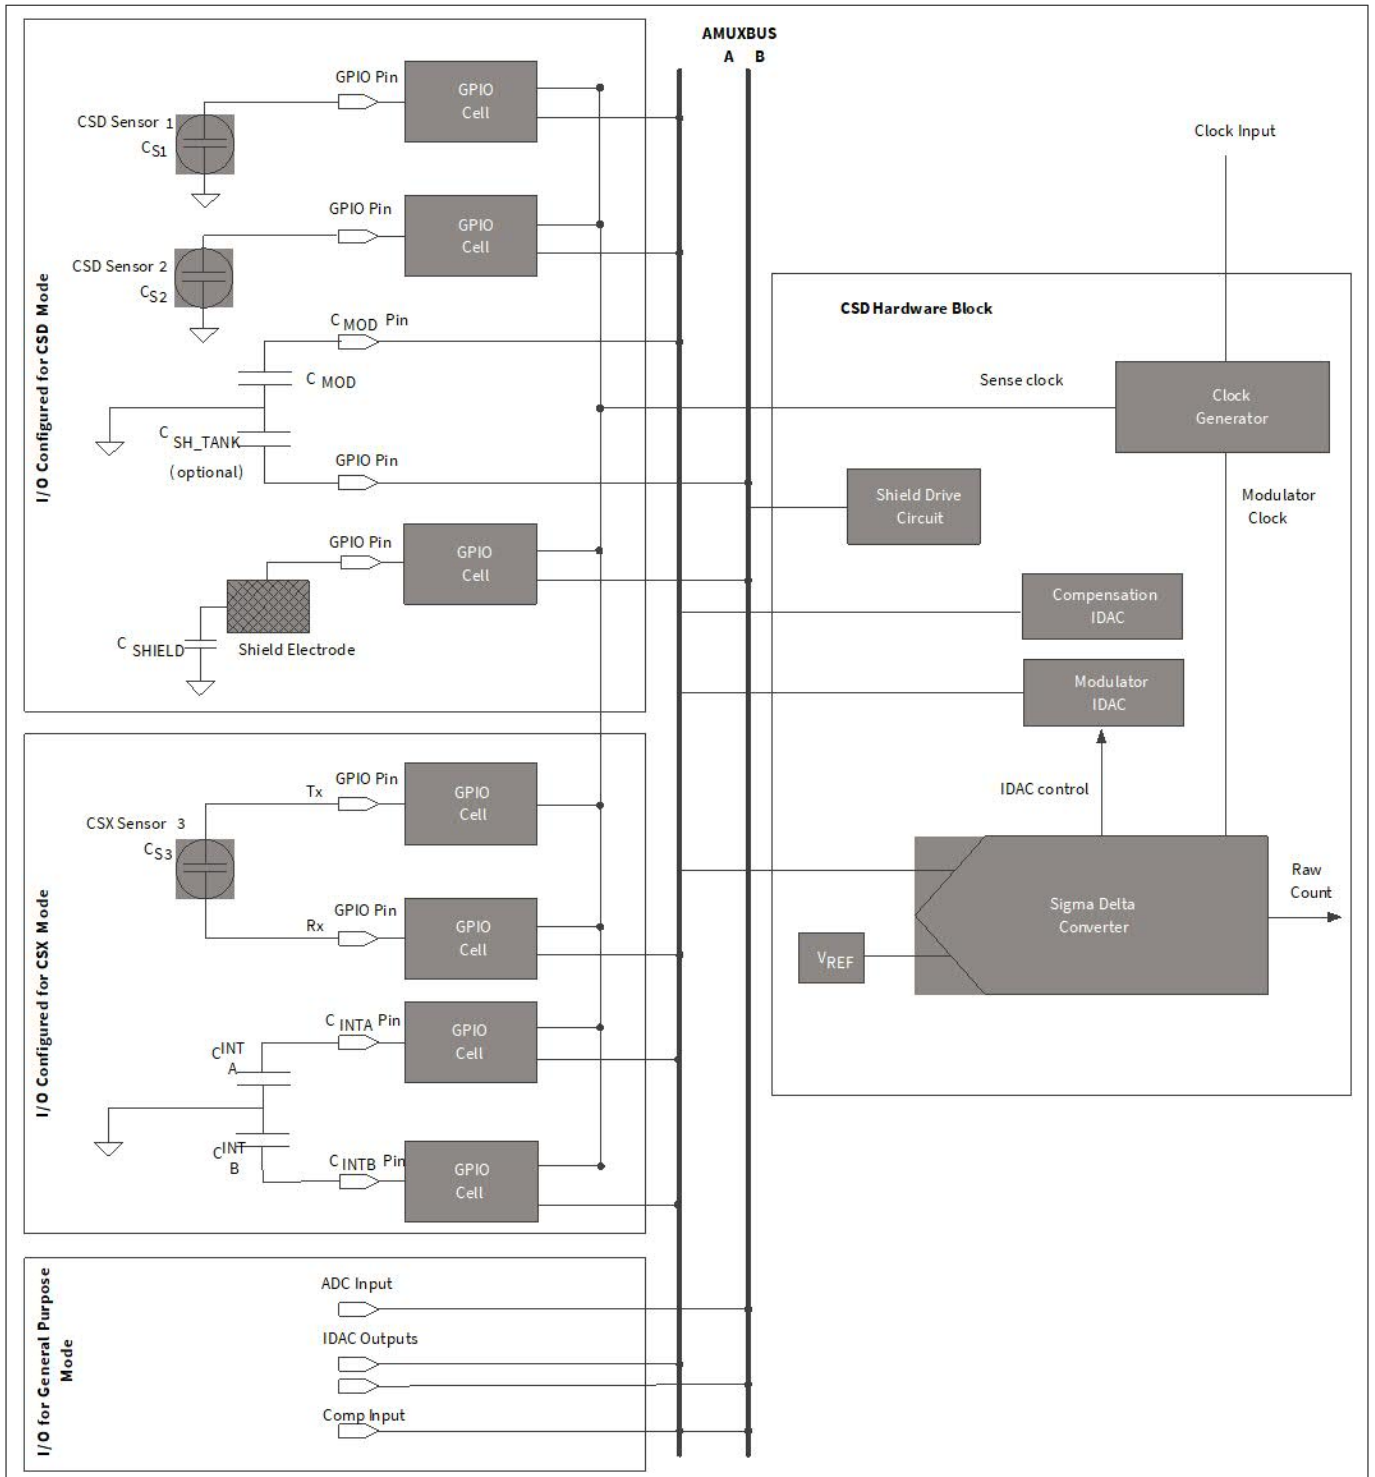 AMUXBUS
A B
GPIO Pin
GPIO
Cell
CSD Sensor 1
CS1
GPIO Pin
GPIO
Cell
CSD Sensor 2
CS2
C MOD Pin
C MOD
C SH_TANK
(optional)
GPIO Pin
GPIO Pin
GPIO
Cell
C SHIELD
Shield Electrode
I/O Configured for CSD Mode
Clock Input
CSD Hardware Block
Sense clock
Clock
Generator
Shield Drive
Circuit
Modulator
Clock
Compensation
IDAC
Modulator
IDAC
IDAC control
Sigma Delta
Converter
Raw
Count
VREF
I/O Configured for CSX Mode
GPIO Pin
Tx
GPIO
Cell
CSX Sensor 3
CS3
GPIO Pin
Rx
GPIO
Cell
C INTA Pin
GPIO
Cell
CINT
A
CINT
B
C INTB Pin
GPIO
Cell
I/O for General Purpose
Mode
ADC Input
IDAC Outputs
Comp Input